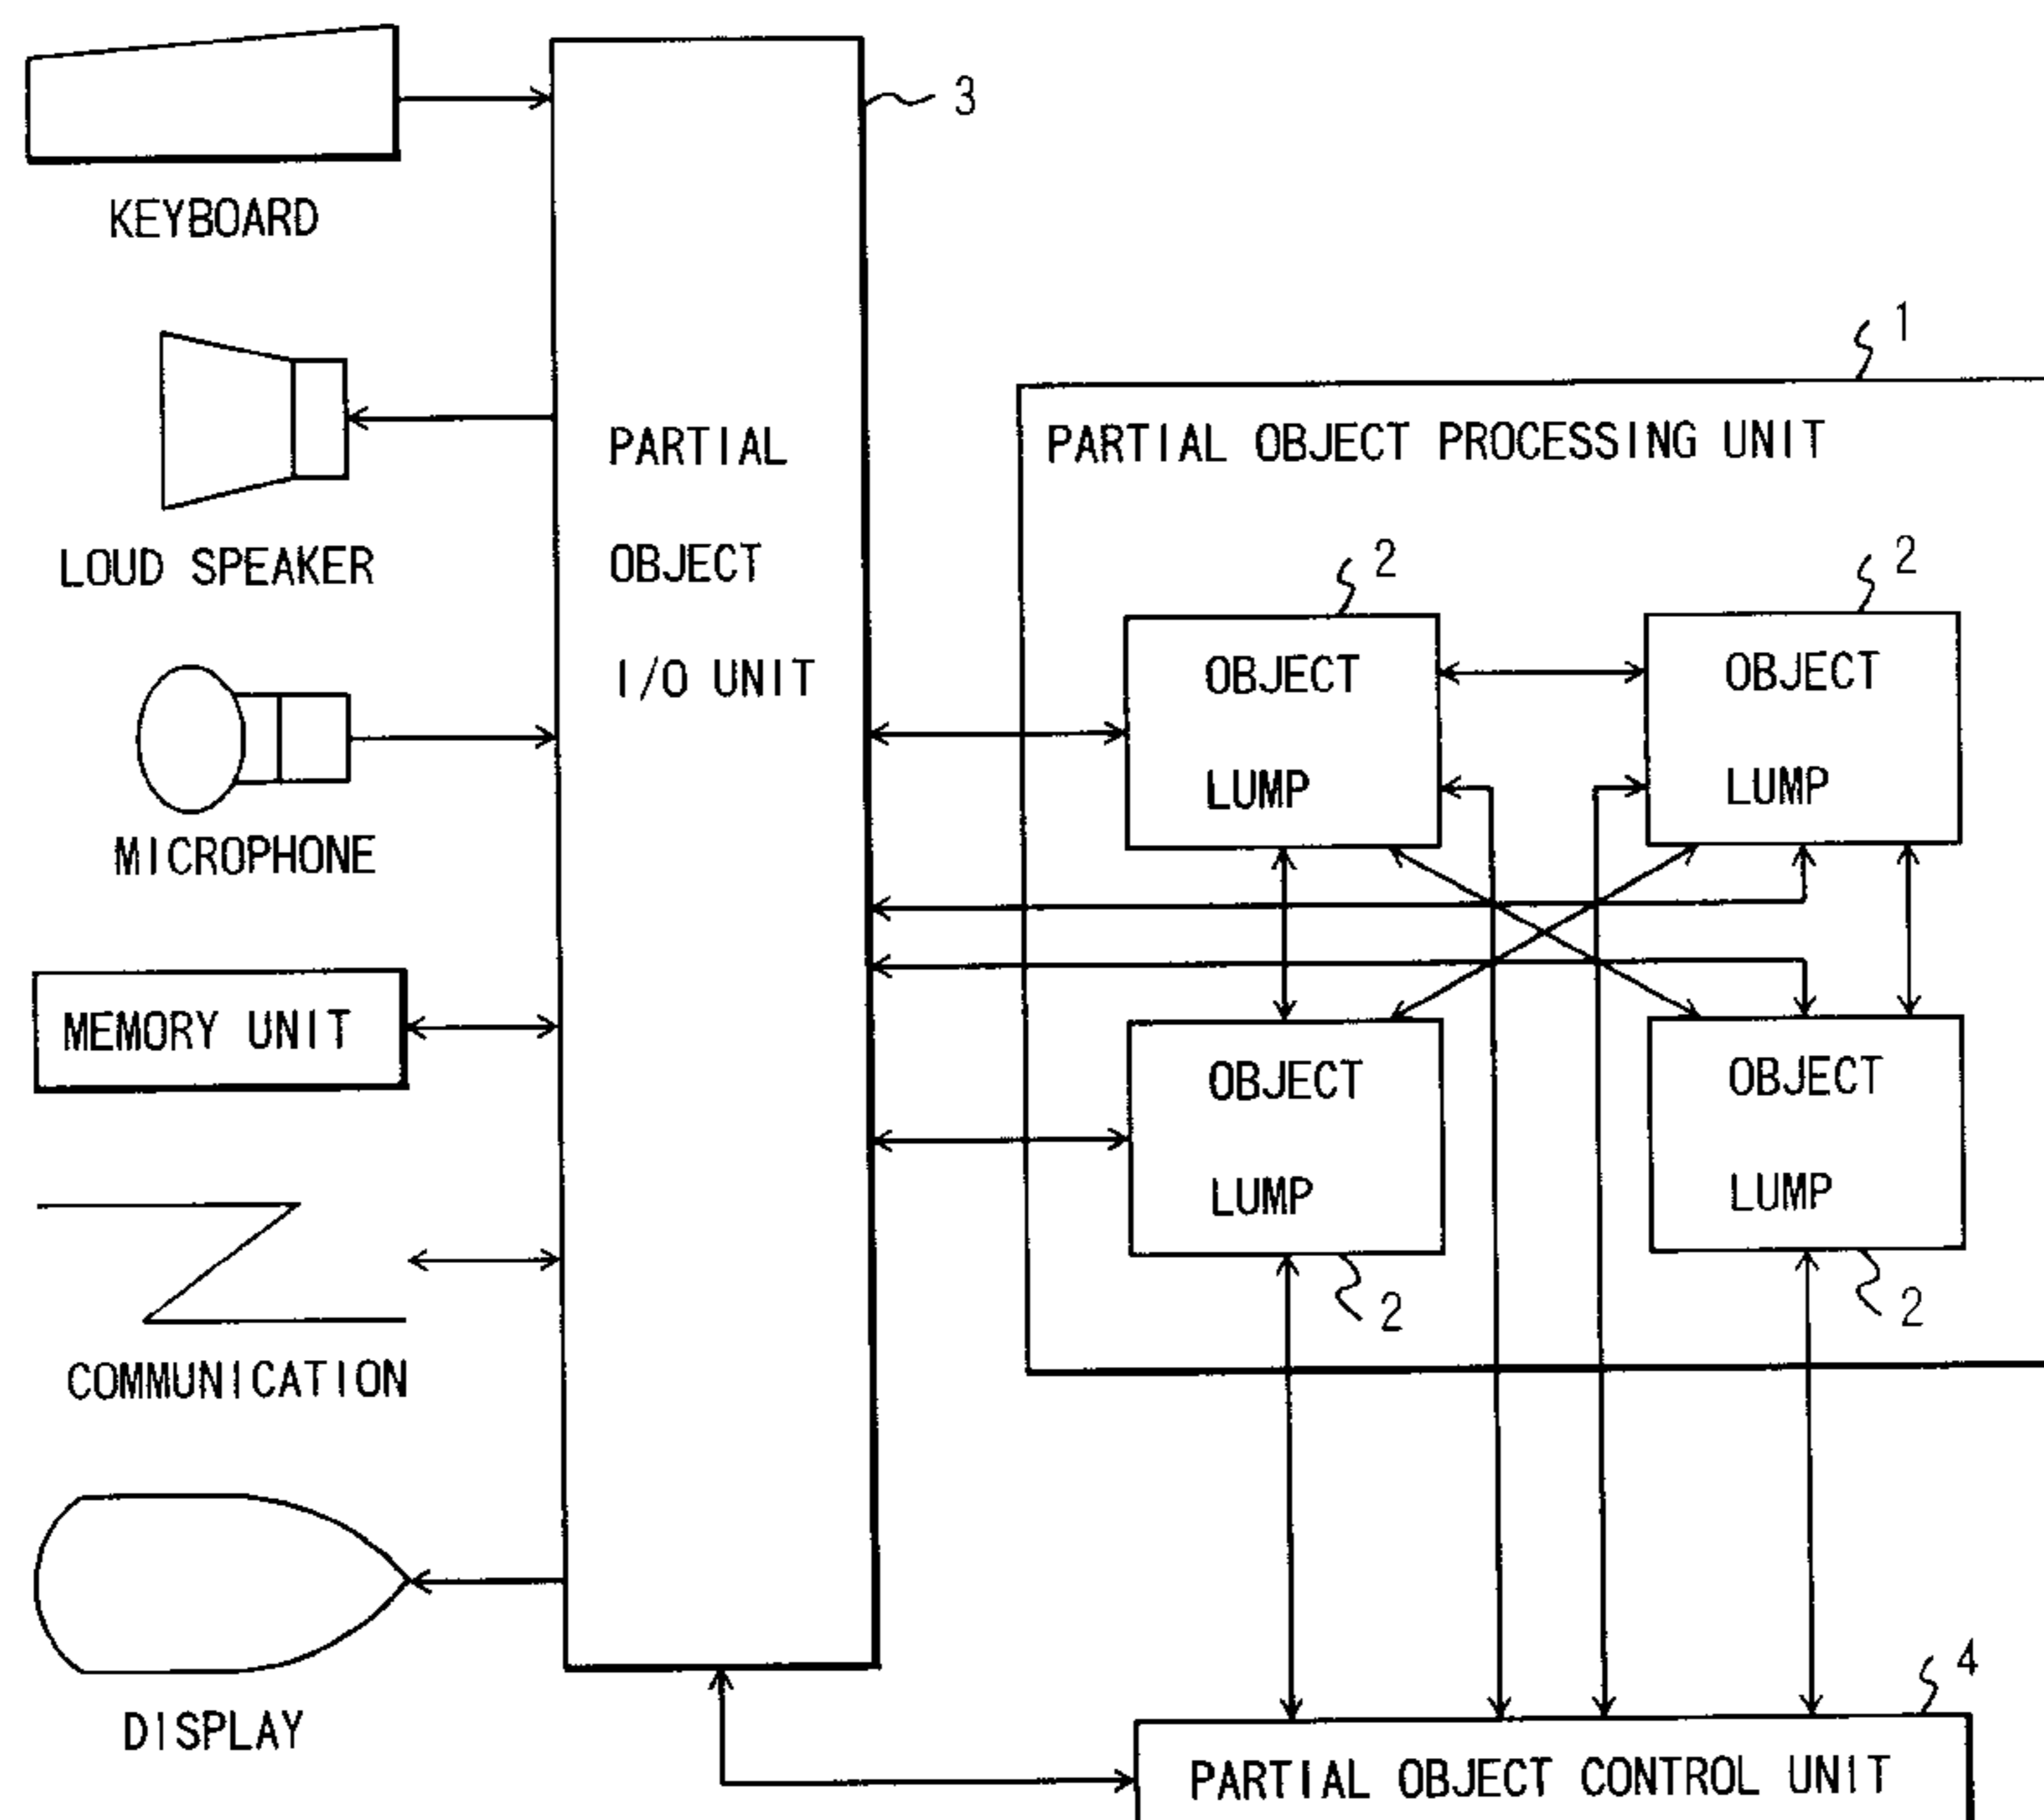 KEYBOARD
3
LOUD SPEAKER
MICROPHONE
MEMORY UNIT
COMMUNICATION
DISPLAY
PARTIAL
OBJECT
I/O UNIT
1
PARTIAL OBJECT PROCESSING UNIT
2
OBJECT
LUMP
2
OBJECT
LUMP
OBJECT
LUMP
2
OBJECT
LUMP
2
4
PARTIAL OBJECT CONTROL UNIT